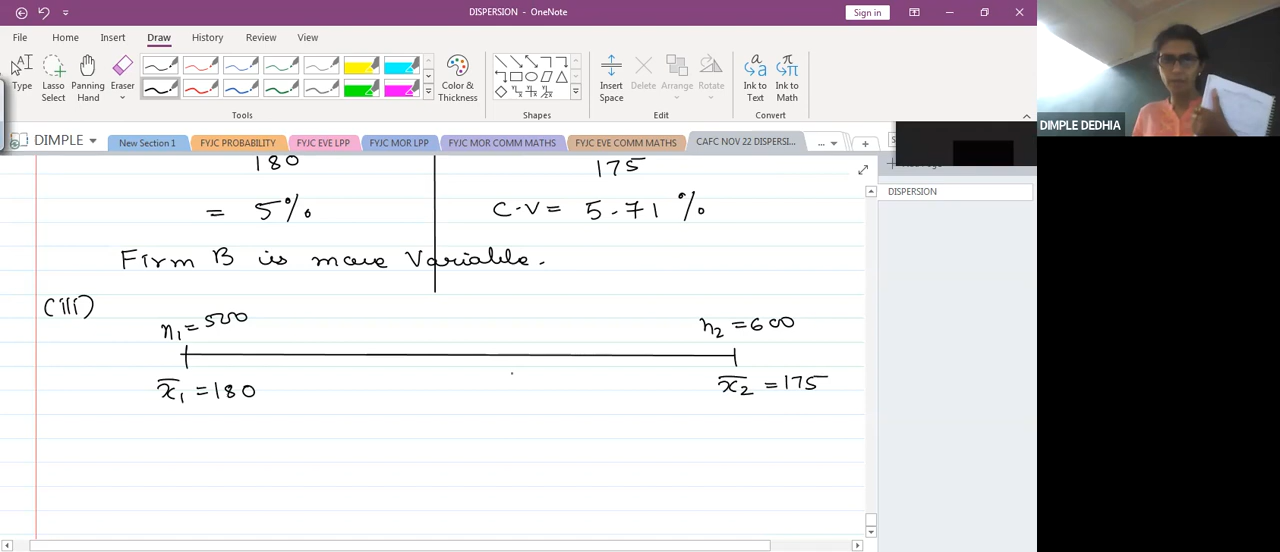 DISPERSION - OneNote
Sign in
File Home Insert Draw History Review View
Type Lasso Select Panning Hand Eraser
Color & Thickness
Insert Space Delete Arrange Rotate
Ink to Text Ink to Math
Tools Shapes Edit Convert
DIMPLE New Section 1 FYJC PROBABILITY FYJC EVE LPP FYJC MOR LPP FYJC MOR COMM MATHS FYJC EVE COMM MATHS CAFC NOV 22 DISPERSI... ...
DISPERSION
DIMPLE DEDHIA
180 175
= 5% C.V = 5.71 %
Firm B is more Variable.
(iii)
n₁ = 500 n₂ = 600
x̄₁ = 180 x̄₂ = 175